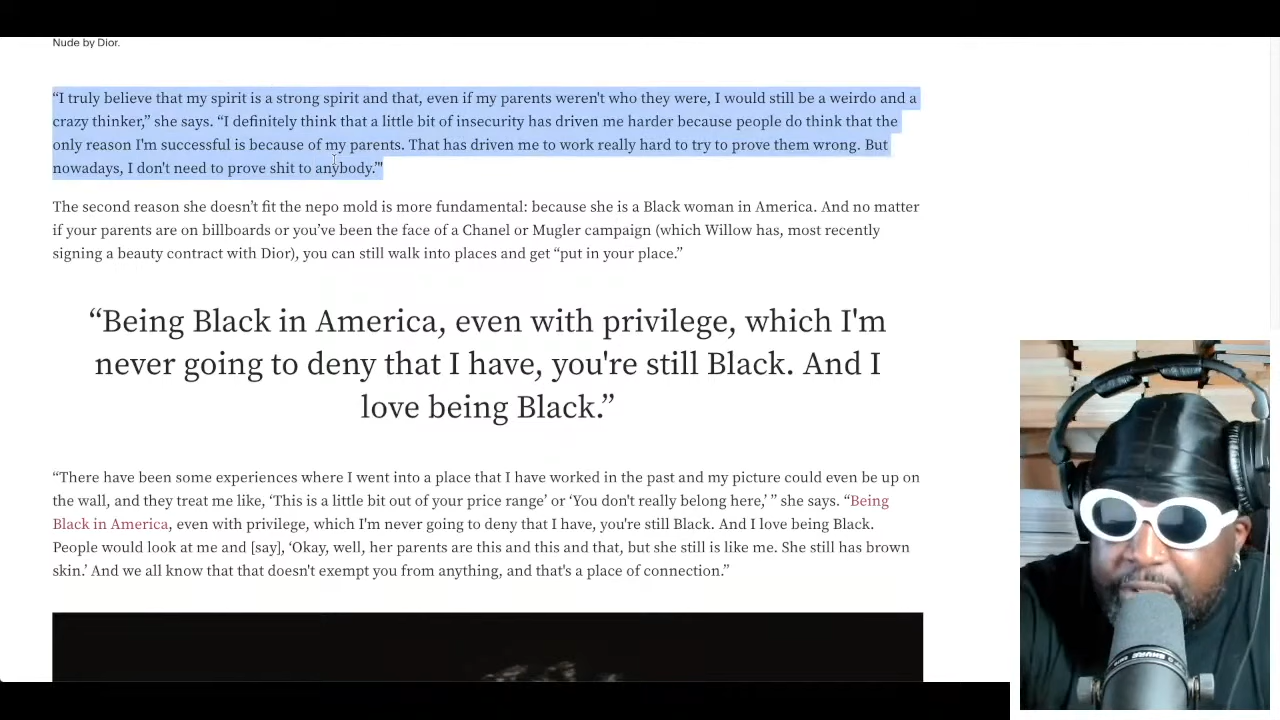 Nude by Dior.
“I truly believe that my spirit is a strong spirit and that, even if my parents weren't who they were, I would still be a weirdo and a
crazy thinker,” she says. “I definitely think that a little bit of insecurity has driven me harder because people do think that the
only reason I'm successful is because of my parents. That has driven me to work really hard to try to prove them wrong. But
nowadays, I don't need to prove shit to anybody.”'
The second reason she doesn’t fit the nepo mold is more fundamental: because she is a Black woman in America. And no matter
if your parents are on billboards or you’ve been the face of a Chanel or Mugler campaign (which Willow has, most recently
signing a beauty contract with Dior), you can still walk into places and get “put in your place.”
“Being Black in America, even with privilege, which I'm
never going to deny that I have, you're still Black. And I
love being Black.”
“There have been some experiences where I went into a place that I have worked in the past and my picture could even be up on
the wall, and they treat me like, ‘This is a little bit out of your price range’ or ‘You don't really belong here,’ ” she says. “Being
Black in America, even with privilege, which I'm never going to deny that I have, you're still Black. And I love being Black.
People would look at me and [say], ‘Okay, well, her parents are this and this and that, but she still is like me. She still has brown
skin.’ And we all know that that doesn't exempt you from anything, and that's a place of connection.”